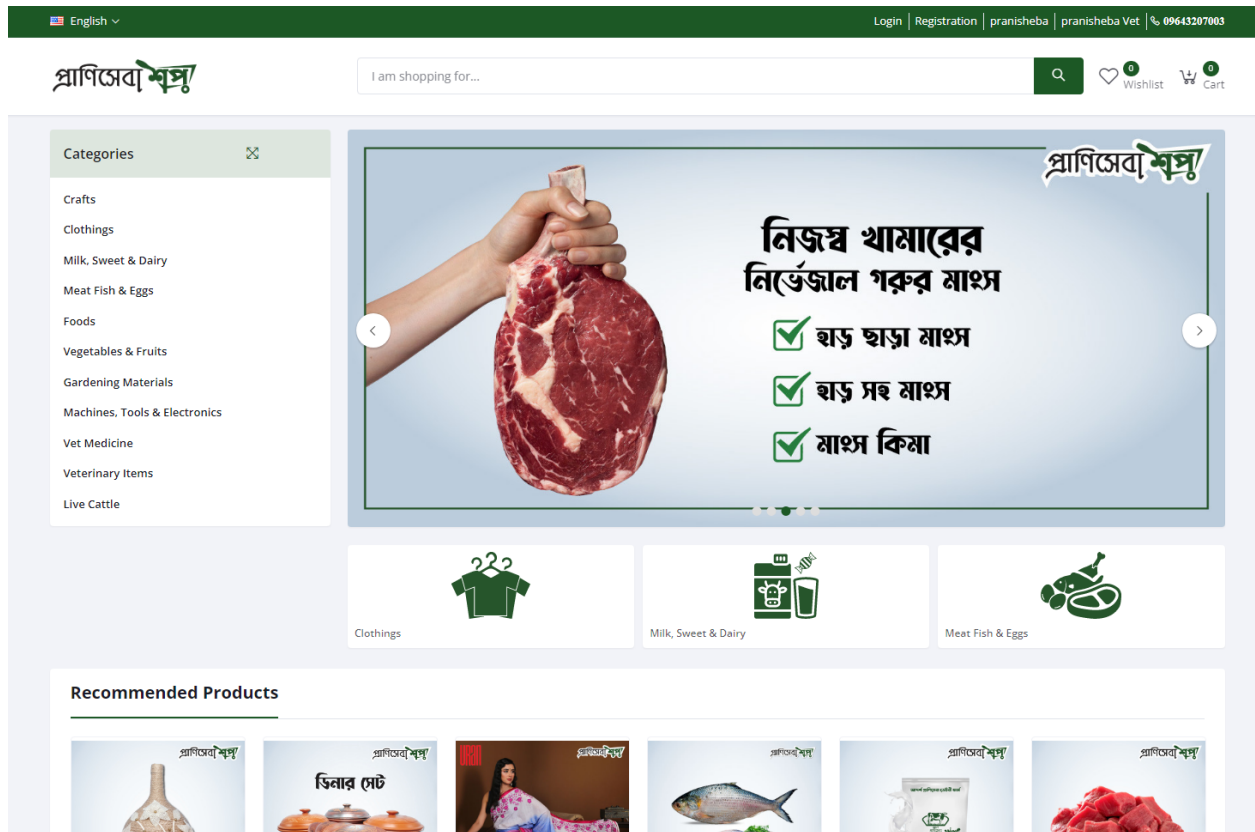 English
Login
Registration
pranisheba
pranisheba Vet
09643207003
প্রাণিসেবা শপ
I am shopping for...
0
Wishlist
0
Cart
Categories
Crafts
Clothings
Milk, Sweet & Dairy
Meat Fish & Eggs
Foods
Vegetables & Fruits
Gardening Materials
Machines, Tools & Electronics
Vet Medicine
Veterinary Items
Live Cattle
প্রাণিসেবা শপ
নিজস্ব খামারের
নির্ভেজাল গরুর মাংস
হাড় ছাড়া মাংস
হাড় সহ মাংস
মাংস কিমা
Clothings
Milk, Sweet & Dairy
Meat Fish & Eggs
Recommended Products
প্রাণিসেবা শপ
প্রাণিসেবা শপ
ডিনার সেট
URBAN
প্রাণিসেবা শপ
প্রাণিসেবা শপ
প্রাণিসেবা শপ
প্রাণিসেবা শপ